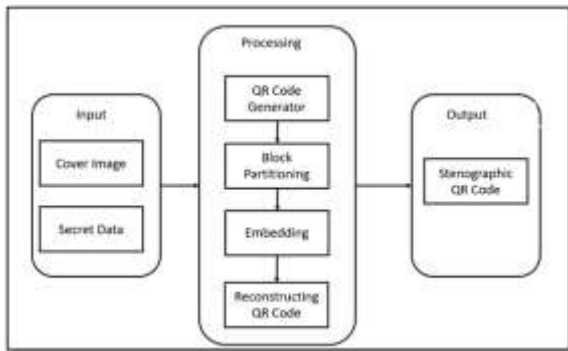 Input
Cover Image
Secret Data
Processing
QR Code
Generator
Block
Partitioning
Embedding
Reconstructing
QR Code
Output
Stenographic
QR Code